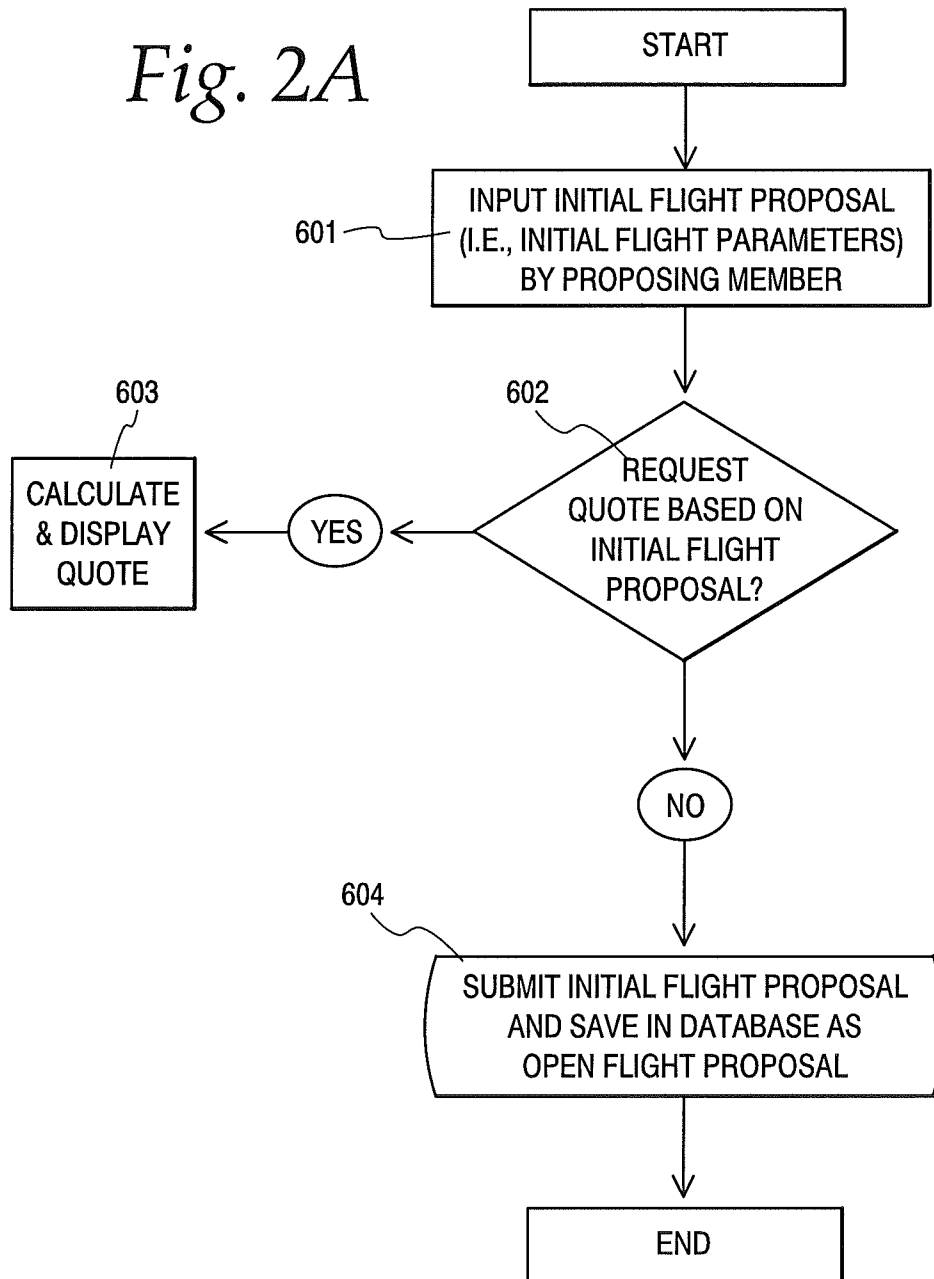 Fig. 2A
START
INPUT INITIAL FLIGHT PROPOSAL
(I.E., INITIAL FLIGHT PARAMETERS)
BY PROPOSING MEMBER
601
602
REQUEST
QUOTE BASED ON
INITIAL FLIGHT
PROPOSAL?
603
CALCULATE
& DISPLAY
QUOTE
YES
NO
604
SUBMIT INITIAL FLIGHT PROPOSAL
AND SAVE IN DATABASE AS
OPEN FLIGHT PROPOSAL
END